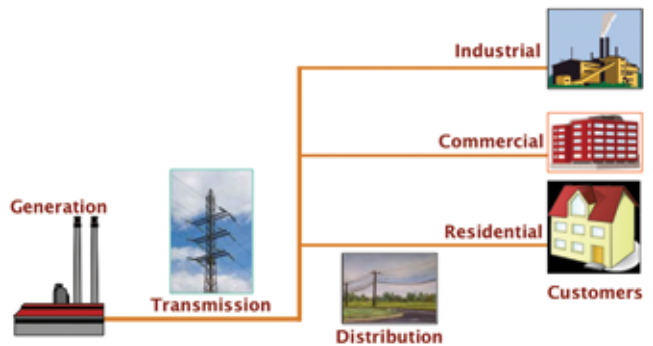 Industrial
Commercial
Generation
Residential
Transmission
Customers
Distribution